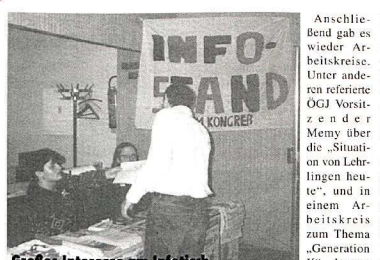 INFO-
STAND
KONGREß
Großes Interesse am Infotisch
Anschlie-
ßend gab es
wieder Ar-
beitskreise.
Unter ande-
ren referierte
ÖGJ Vorsit-
zender
Memy über
die „Situati-
on von Lehr-
lingen heu-
te“, und in
einem Ar-
beitskreis
zum Thema
„Generation